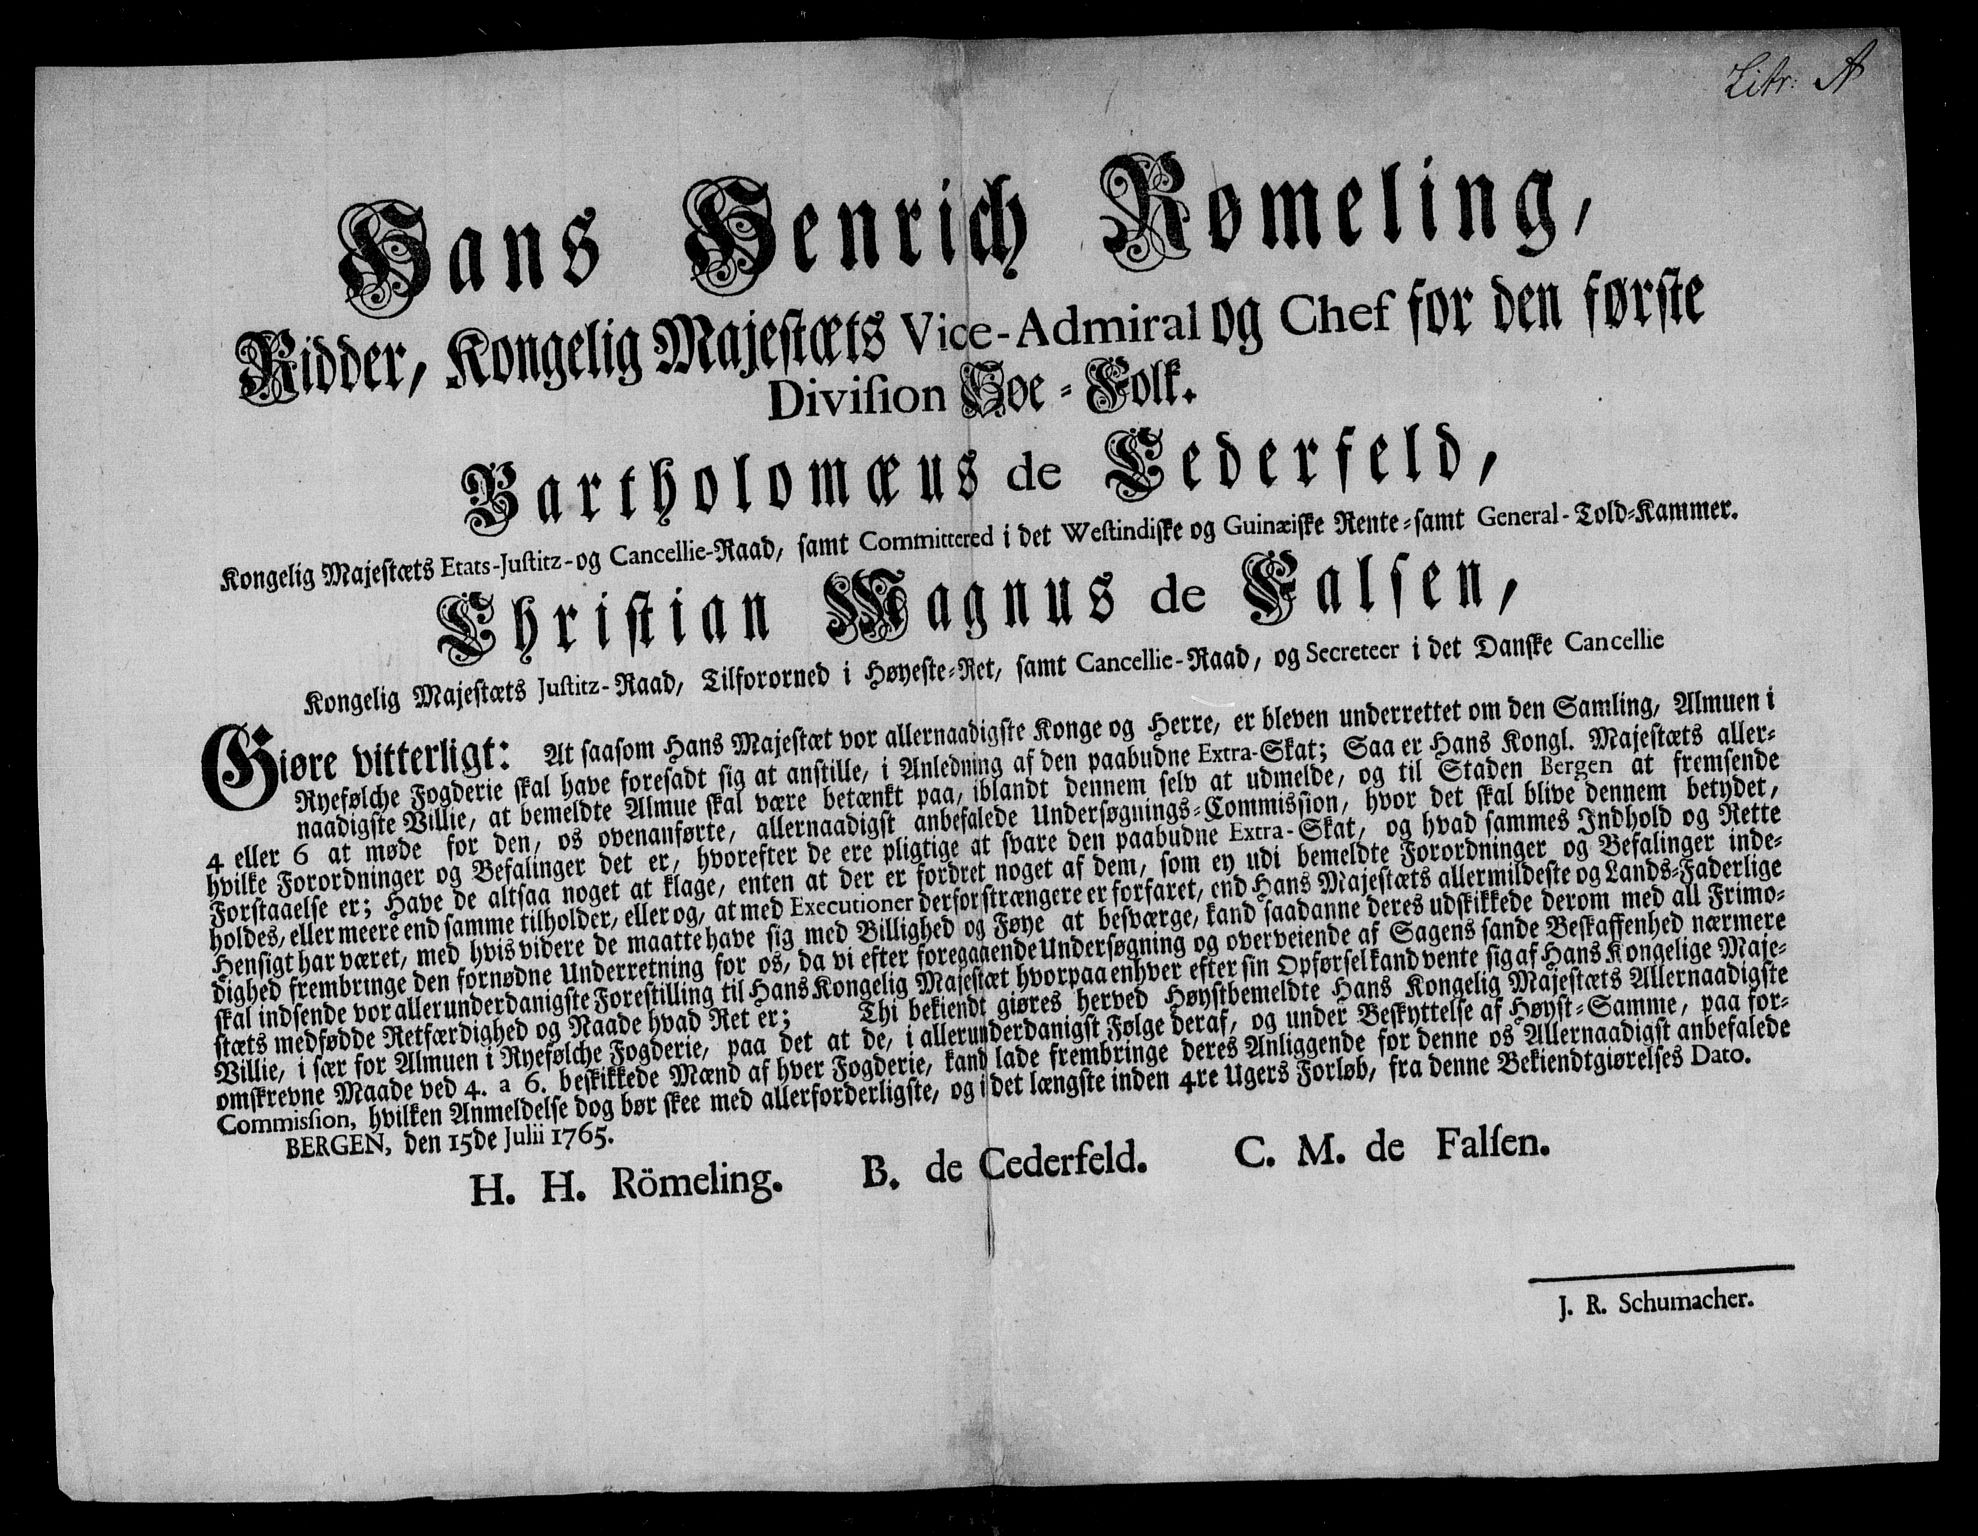 Litr: A
Hans Henrich Rømeling,
Ridder, Kongelig Majestæts Vice-Admiral og Chef for den første
Division Søe-Folk.
Bartholomæus de Cederfeld,
Kongelig Majestæts Etats-Justitz-og Cancellie-Raad, samt Committered i det Westindiske og Guinæiske Rente-samt General-Told-Kammer.
Christian Magnus de Falsen,
Kongelig Majestæts Justitz-Raad, Tilfororned i Høyeste-Ret, samt Cancellie-Raad, og Secreteer i det Danske Cancellie
Giøre vitterligt: At saasom Hans Majestæt vor allernaadigste Konge og Herre, er bleven underrettet om den Samling, Almuen i
Ryefølche Fogderie skal have foresadt sig at anstille, i Anledning af den paabudne Extra-Skat; Saa er Hans Kongl. Majestæts aller-
naadigste Villie, at bemeldte Almue skal være betænkt paa, iblandt dennem selv at udmelde, og til Staden Bergen at fremsende
4 eller 6 at møde for den, os ovenanførte, allernaadigst anbefalede Undersøgnings-Commission, hvor det skal blive dennem betydet,
hvilke Forordninger og Befalinger det er, hvorefter de ere pligtige at svare den paabudne Extra-Skat, og hvad sammes Indhold og Rette
Forstaaelse er; Have de altsaa noget at klage, enten at der er fordret noget af dem, som ey udi bemeldte Forordninger og Befalinger inde-
holdes, eller meere end samme tilholder, eller og, at med Executioner derfor strængere er forfaret, end Hans Majestæts allermildeste og Lands-Faderlige
Hensigt har været, med hvis videre de maatte have sig med Billighed og Føye at besværge, kand saadanne deres udskikkede derom med all Frimo-
dighed frembringe den fornødne Underretning for os, da vi efter foregaaende Undersøgning og overveiende af Sagens sande Beskaffenhed nærmere
skal indsende vor allerunderdanigste Forestilling til Hans Kongelig Majestæt hvorpaa enhver efter sin Opførsel kand vente sig af Hans Kongelige Maje-
stæts medfødde Retfærdighed og Naade hvad Ret er; Thi bekiendt giøres herved Høystbemeldte Hans Kongelig Majestæts Allernaadigste
Villie, i sær for Almuen i Ryefølche Fogderie, paa det at de, i allerunderdanigst Følge deraf, og under Beskyttelse af Høyst-Samme, paa for-
omskrevne Maade ved 4. a 6. beskikkede Mænd af hver Fogderie, kand lade frembringe deres Anliggende for denne os Allernaadigst anbefalede
Commission, hvilken Anmeldelse dog bør skee med allerforderligste, og i det længste inden 4re Ugers Forløb, fra denne Bekiendtgiørelses Dato.
BERGEN, den 15de Julii 1765.
H. H. Römeling. B. de Cederfeld. C. M. de Falsen.
J. R. Schumacher.